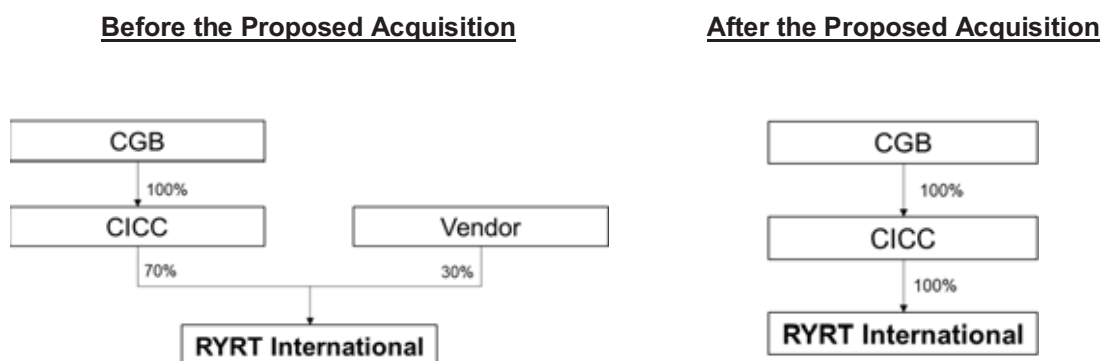 Before the Proposed Acquisition
After the Proposed Acquisition
CGB
100%
CICC
Vendor
70%
30%
RYRT International
CGB
100%
CICC
100%
RYRT International